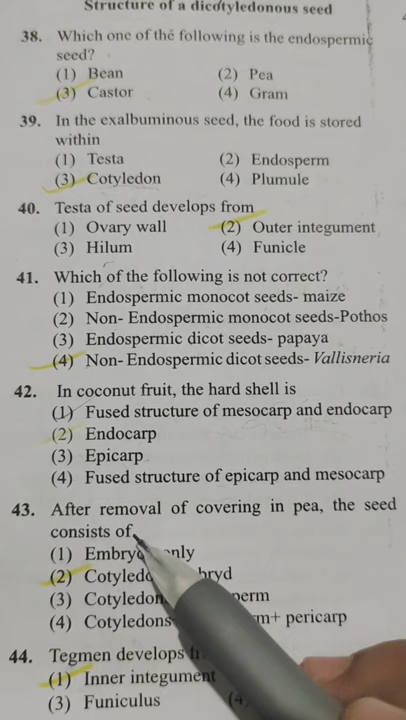 Structure of a dicotyledonous seed
38. Which one of the following is the endospermic
seed?
(1) Bean (2) Pea
(3) Castor (4) Gram
39. In the exalbuminous seed, the food is stored
within
(1) Testa (2) Endosperm
(3) Cotyledon (4) Plumule
40. Testa of seed develops from
(1) Ovary wall (2) Outer integument
(3) Hilum (4) Funicle
41. Which of the following is not correct?
(1) Endospermic monocot seeds- maize
(2) Non- Endospermic monocot seeds-Pothos
(3) Endospermic dicot seeds- papaya
(4) Non- Endospermic dicot seeds- Vallisneria
42. In coconut fruit, the hard shell is
(1) Fused structure of mesocarp and endocarp
(2) Endocarp
(3) Epicarp
(4) Fused structure of epicarp and mesocarp
43. After removal of covering in pea, the seed
consists of
(1) only
(2)
(3)
(4) Cotyledons + pericarp
44. Tegmen develops
(1) Inner integument
(3) Funiculus (4)